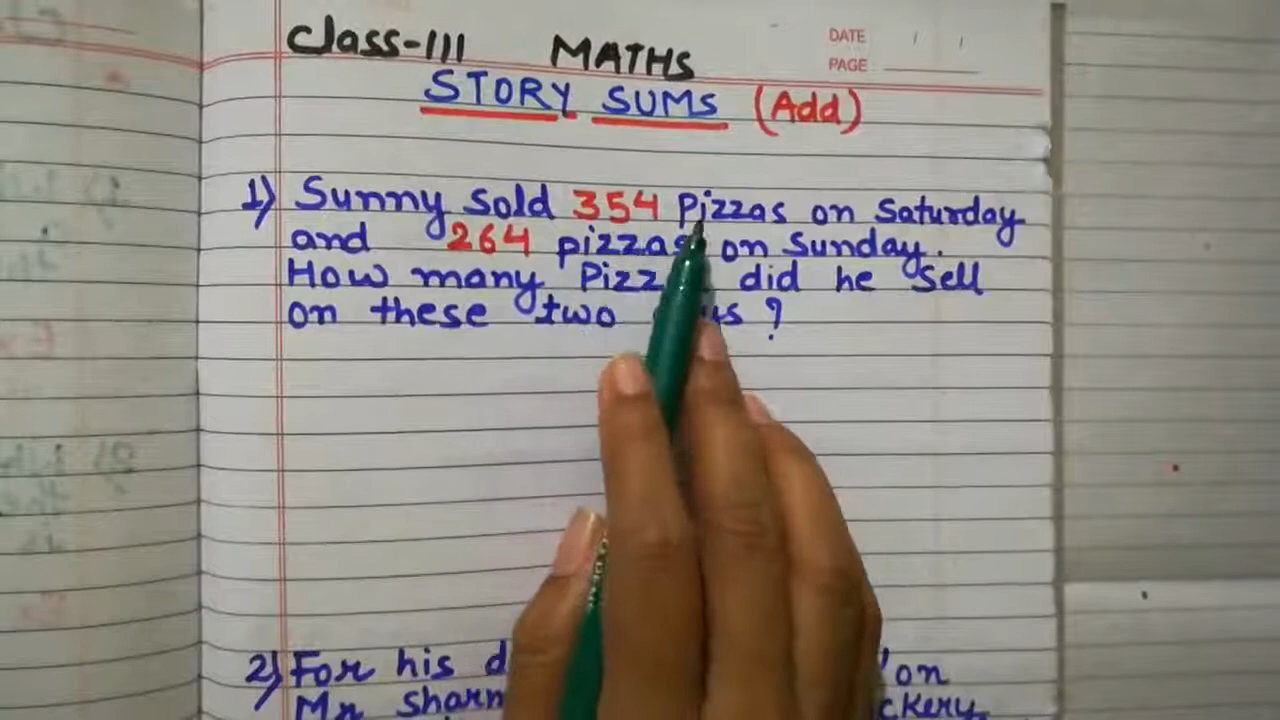 Class-III MATHS
DATE / /
PAGE
STORY SUMS (Add)
1) Sunny Sold 354 Pizzas on Saturday
and 264 pizzas on Sunday.
How many did he Sell
on these two ?
2) For his 'on
Mr